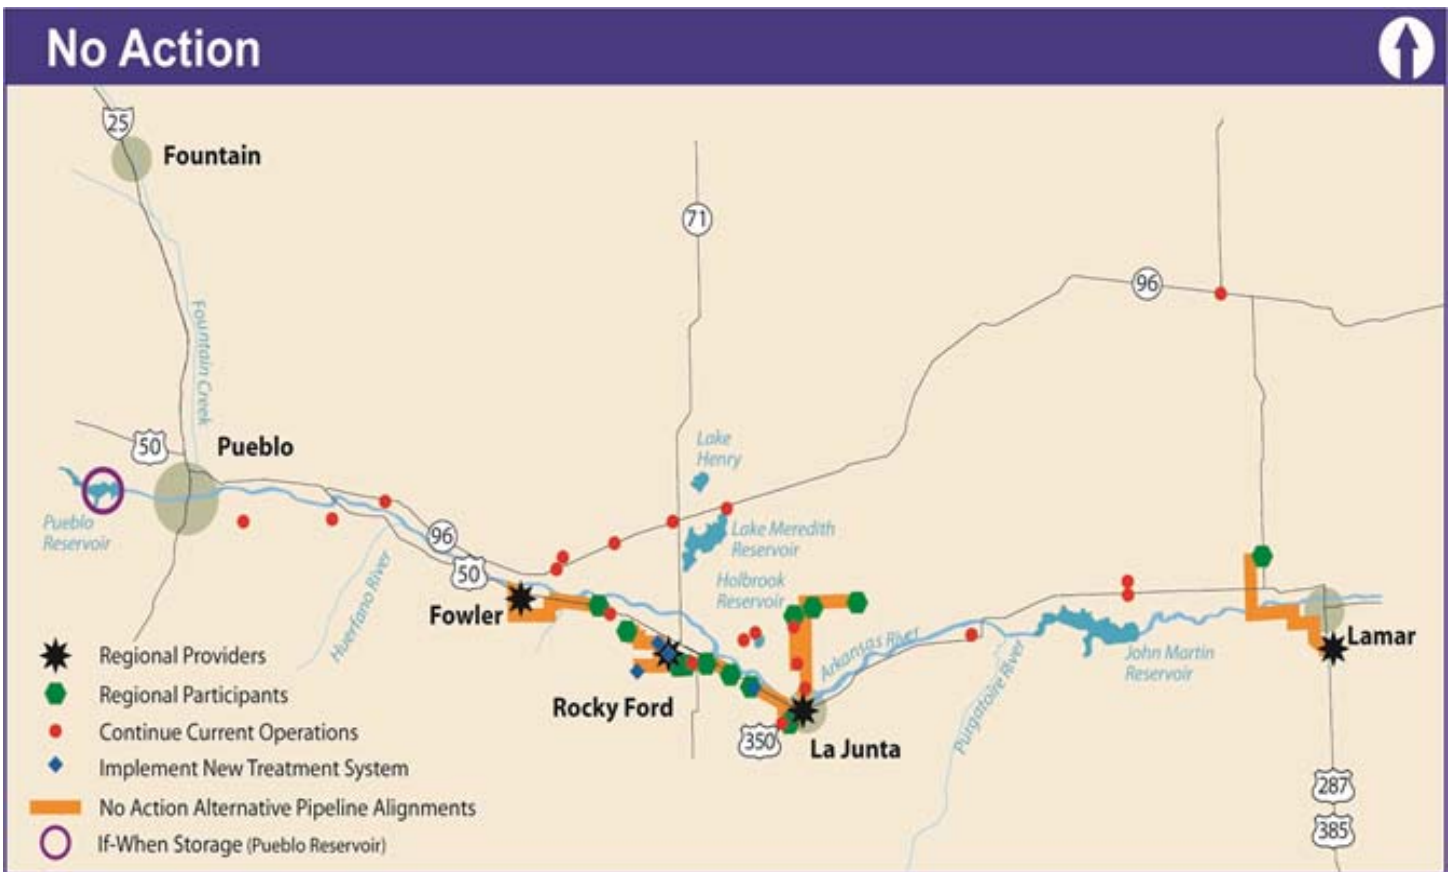 No Action
25
Fountain
71
96
Fountain Creek
50
Pueblo
Lake
Henry
Pueblo
Reservoir
96
Lake Meredith
Reservoir
50
Holbrook
Reservoir
Huerfano River
Fowler
Arkansas River
Lamar
John Martin
Reservoir
Purgatoire River
Rocky Ford
350
La Junta
287
385
Regional Providers
Regional Participants
Continue Current Operations
Implement New Treatment System
No Action Alternative Pipeline Alignments
If-When Storage (Pueblo Reservoir)